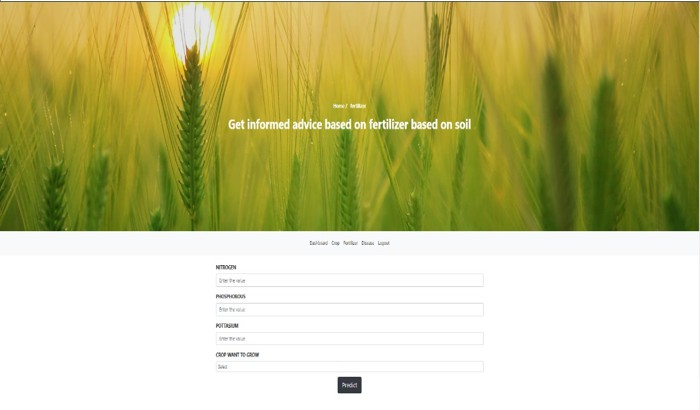 Home / Fertilizer
Get informed advice based on fertilizer based on soil
Dashboard Crop Fertilizer Disease Logout
NITROGEN
Enter the value
PHOSPHOROUS
Enter the value
POTTASIUM
Enter the value
CROP WANT TO GROW
Select
Predict